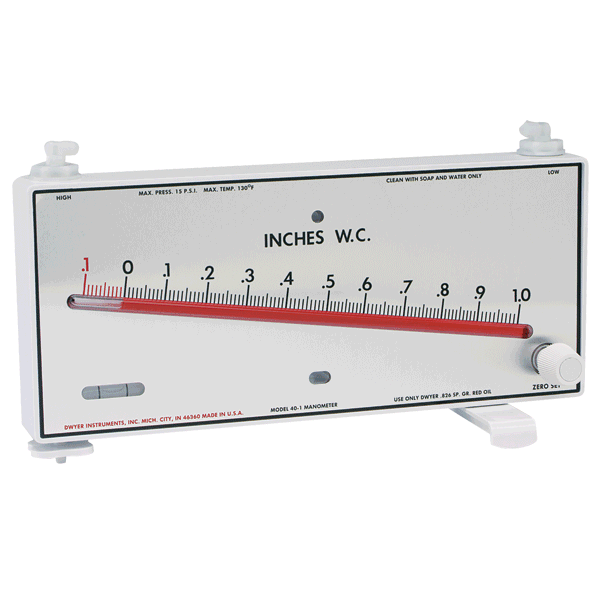 HIGH
MAX. PRESS. 15 P.S.I. MAX. TEMP. 130°F
CLEAN WITH SOAP AND WATER ONLY
LOW
INCHES W.C.
.1 0 .1 .2 .3 .4 .5 .6 .7 .8 .9 1.0
ZERO SET
DWYER INSTRUMENTS, INC. MICH. CITY, IN 46360 MADE IN U.S.A.
MODEL 40-1 MANOMETER
USE ONLY DWYER .826 SP. GR. RED OIL